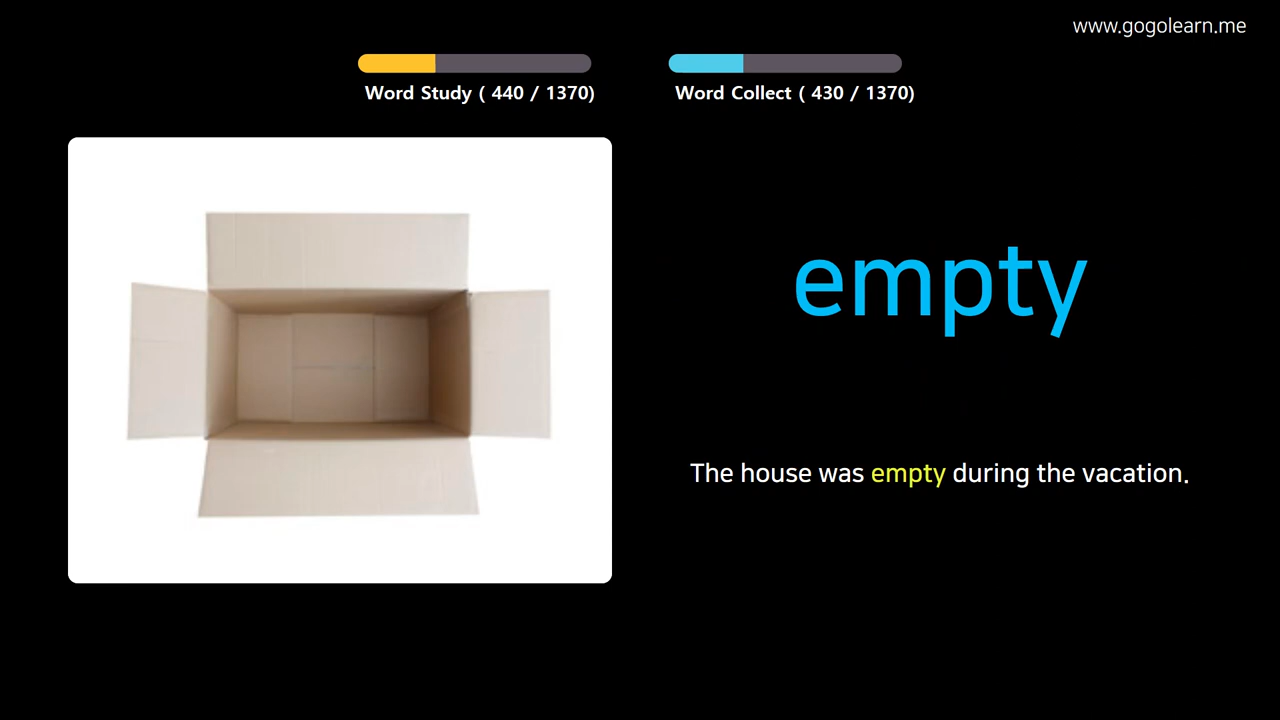 www.gogolearn.me
Word Study ( 440 / 1370)
Word Collect ( 430 / 1370)
empty
The house was empty during the vacation.